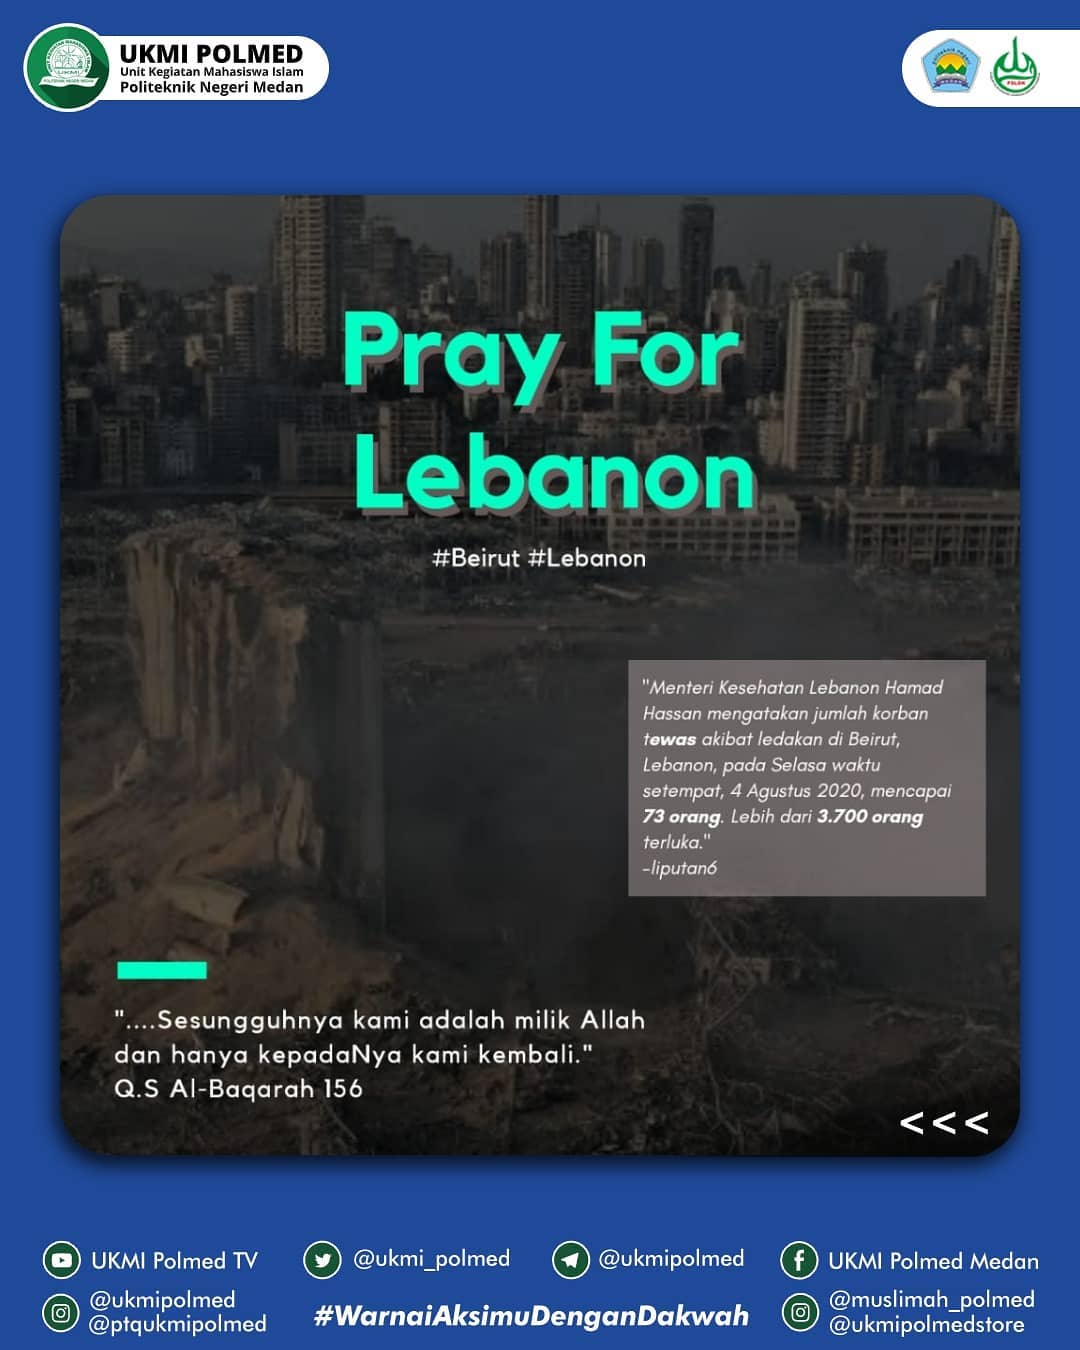 UKMI POLMED
Unit Kegiatan Mahasiswa Islam
Politeknik Negeri Medan
Pray For
Lebanon
#Beirut #Lebanon
"Menteri Kesehatan Lebanon Hamad
Hassan mengatakan jumlah korban
tewas akibat ledakan di Beirut,
Lebanon, pada Selasa waktu
setempat, 4 Agustus 2020, mencapai
73 orang. Lebih dari 3.700 orang
terluka."
-liputan6
"....Sesungguhnya kami adalah milik Allah
dan hanya kepadaNya kami kembali."
Q.S Al-Baqarah 156
<<<
UKMI Polmed TV
@ukmi_polmed
@ukmipolmed
UKMI Polmed Medan
@ukmipolmed
@ptqukmipolmed
#WarnaiAksimuDenganDakwah
@muslimah_polmed
@ukmipolmedstore